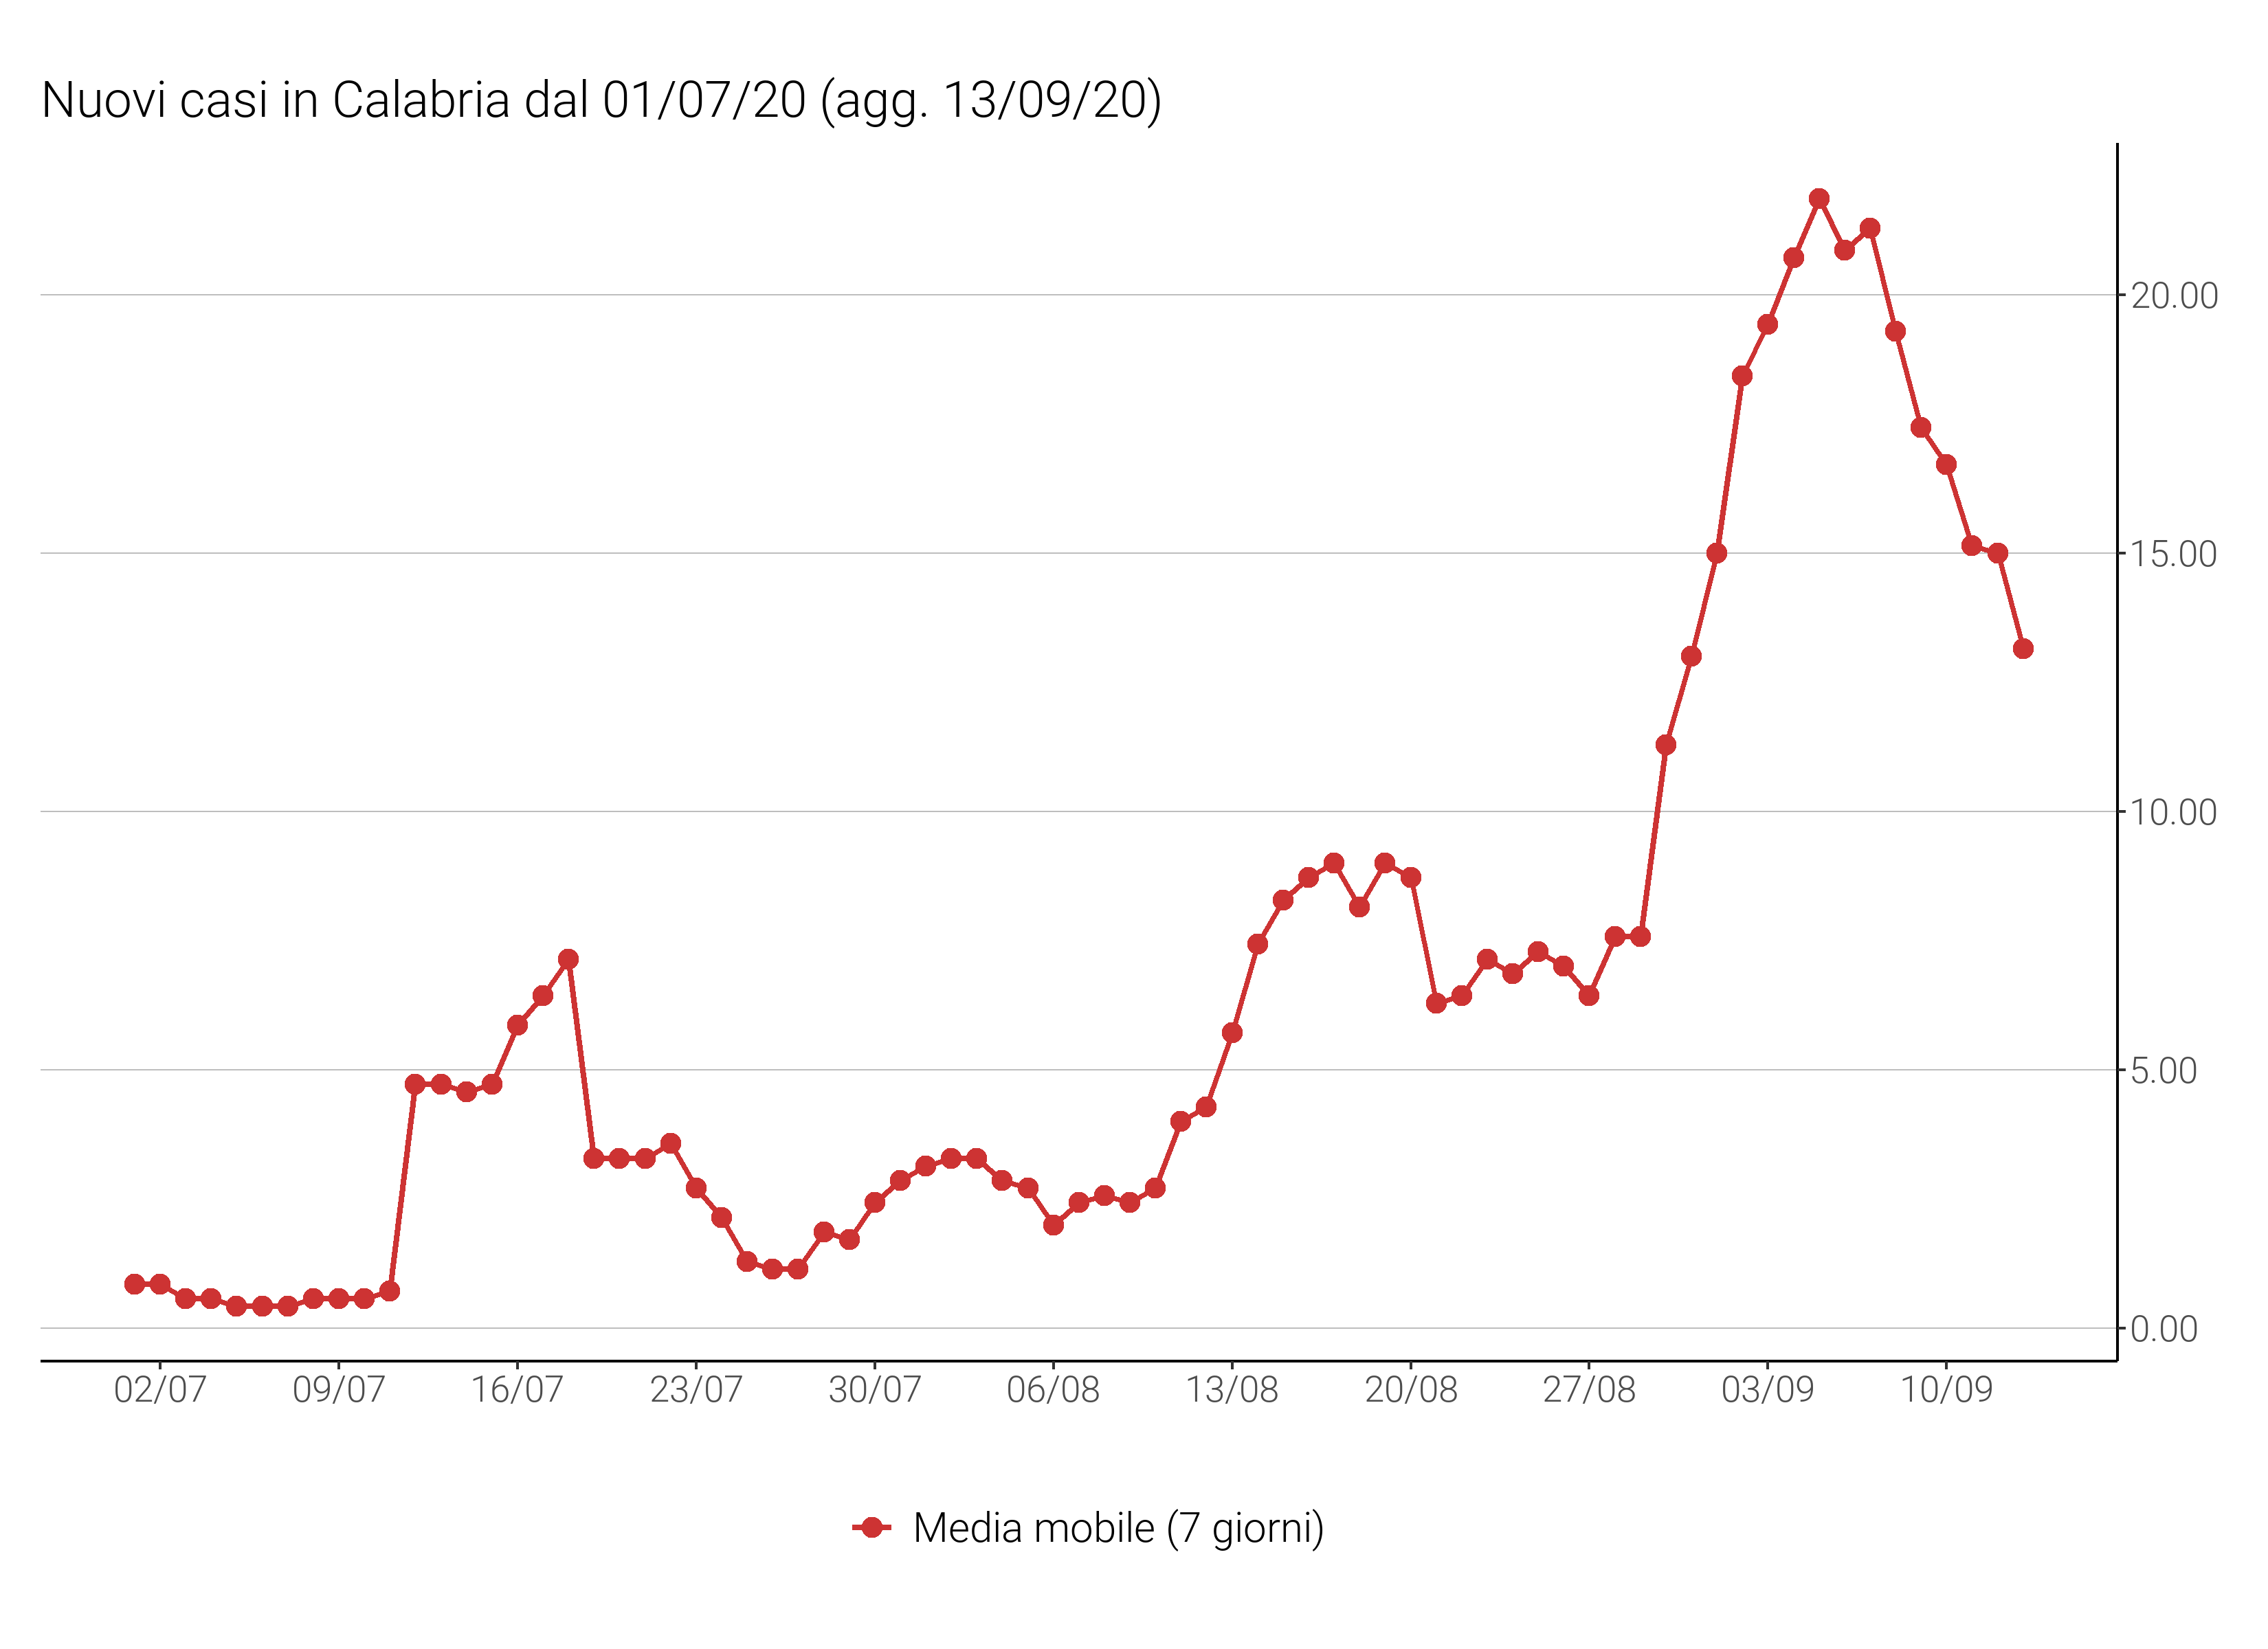 Nuovi casi in Calabria dal 01/07/20 (agg. 13/09/20)
20.00
15.00
10.00
5.00
0.00
02/07 09/07 16/07 23/07 30/07 06/08 13/08 20/08 27/08 03/09 10/09
Media mobile (7 giorni)